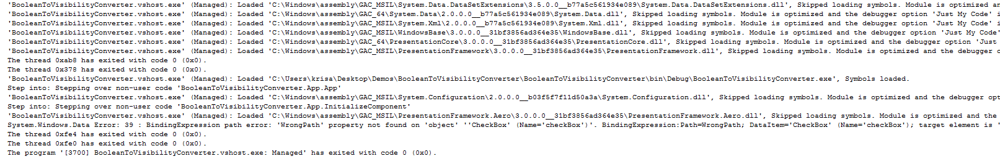 'BooleanToVisibilityConverter.vshost.exe' (Managed): Loaded 'C:\Windows\assembly\GAC_MSIL\System.Data.DataSetExtensions\3.5.0.0__b77a5c561934e089\System.Data.DataSetExtensions.dll', Skipped loading symbols. Module is optimized an
'BooleanToVisibilityConverter.vshost.exe' (Managed): Loaded 'C:\Windows\assembly\GAC_64\System.Data\2.0.0.0__b77a5c561934e089\System.Data.dll', Skipped loading symbols. Module is optimized and the debugger option 'Just My Code' i
'BooleanToVisibilityConverter.vshost.exe' (Managed): Loaded 'C:\Windows\assembly\GAC_MSIL\System.Xml\2.0.0.0__b77a5c561934e089\System.Xml.dll', Skipped loading symbols. Module is optimized and the debugger option 'Just My Code' i
'BooleanToVisibilityConverter.vshost.exe' (Managed): Loaded 'C:\Windows\assembly\GAC_MSIL\WindowsBase\3.0.0.0__31bf3856ad364e35\WindowsBase.dll', Skipped loading symbols. Module is optimized and the debugger option 'Just My Code'
'BooleanToVisibilityConverter.vshost.exe' (Managed): Loaded 'C:\Windows\assembly\GAC_64\PresentationCore\3.0.0.0__31bf3856ad364e35\PresentationCore.dll', Skipped loading symbols. Module is optimized and the debugger option 'Just
'BooleanToVisibilityConverter.vshost.exe' (Managed): Loaded 'C:\Windows\assembly\GAC_MSIL\PresentationFramework\3.0.0.0__31bf3856ad364e35\PresentationFramework.dll', Skipped loading symbols. Module is optimized and the debugger o
The thread 0xab8 has exited with code 0 (0x0).
The thread 0x378 has exited with code 0 (0x0).
'BooleanToVisibilityConverter.vshost.exe' (Managed): Loaded 'C:\Users\krisa\Desktop\Demos\BooleanToVisibilityConverter\BooleanToVisibilityConverter\bin\Debug\BooleanToVisibilityConverter.exe', Symbols loaded.
Step into: Stepping over non-user code 'BooleanToVisibilityConverter.App.App'
'BooleanToVisibilityConverter.vshost.exe' (Managed): Loaded 'C:\Windows\assembly\GAC_MSIL\System.Configuration\2.0.0.0__b03f5f7f11d50a3a\System.Configuration.dll', Skipped loading symbols. Module is optimized and the debugger opt
Step into: Stepping over non-user code 'BooleanToVisibilityConverter.App.InitializeComponent'
'BooleanToVisibilityConverter.vshost.exe' (Managed): Loaded 'C:\Windows\assembly\GAC_MSIL\PresentationFramework.Aero\3.0.0.0__31bf3856ad364e35\PresentationFramework.Aero.dll', Skipped loading symbols. Module is optimized and the
System.Windows.Data Error: 39 : BindingExpression path error: 'WrongPath' property not found on 'object' ''CheckBox' (Name='checkBox')'. BindingExpression:Path=WrongPath; DataItem='CheckBox' (Name='checkBox'); target element is '
The thread 0xfe4 has exited with code 0 (0x0).
The thread 0xfe0 has exited with code 0 (0x0).
The program '[3700] BooleanToVisibilityConverter.vshost.exe: Managed' has exited with code 0 (0x0).